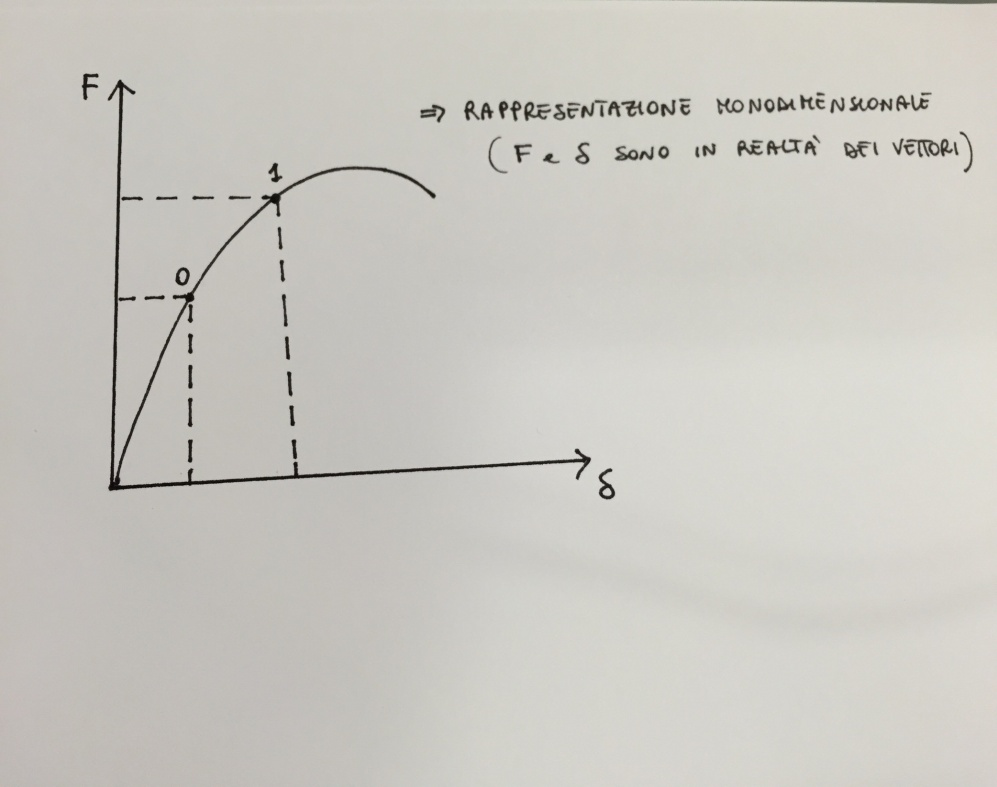 F
⇒ RAPPRESENTAZIONE MONODIMENSIONALE
(F e δ SONO IN REALTÀ DEI VETTORI)
1
0
δ